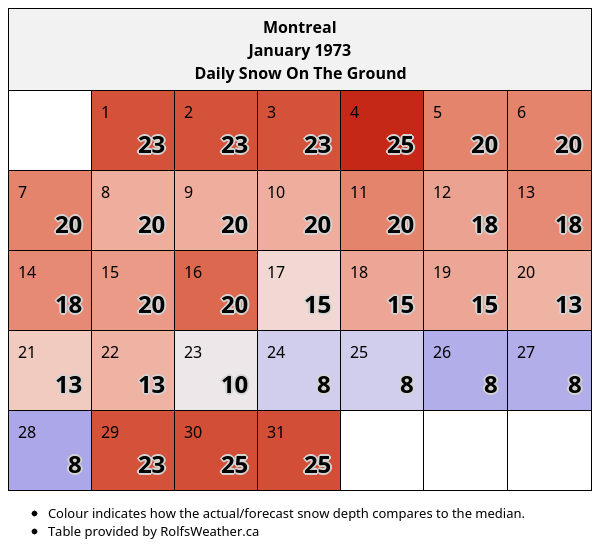 Montreal
January 1973
Daily Snow On The Ground
1 2 3 4 5 6
23 23 23 25 20 20
7 8 9 10 11 12 13
20 20 20 20 20 18 18
14 15 16 17 18 19 20
18 20 20 15 15 15 13
21 22 23 24 25 26 27
13 13 10 8 8 8 8
28 29 30 31
8 23 25 25
• Colour indicates how the actual/forecast snow depth compares to the median.
• Table provided by RolfsWeather.ca